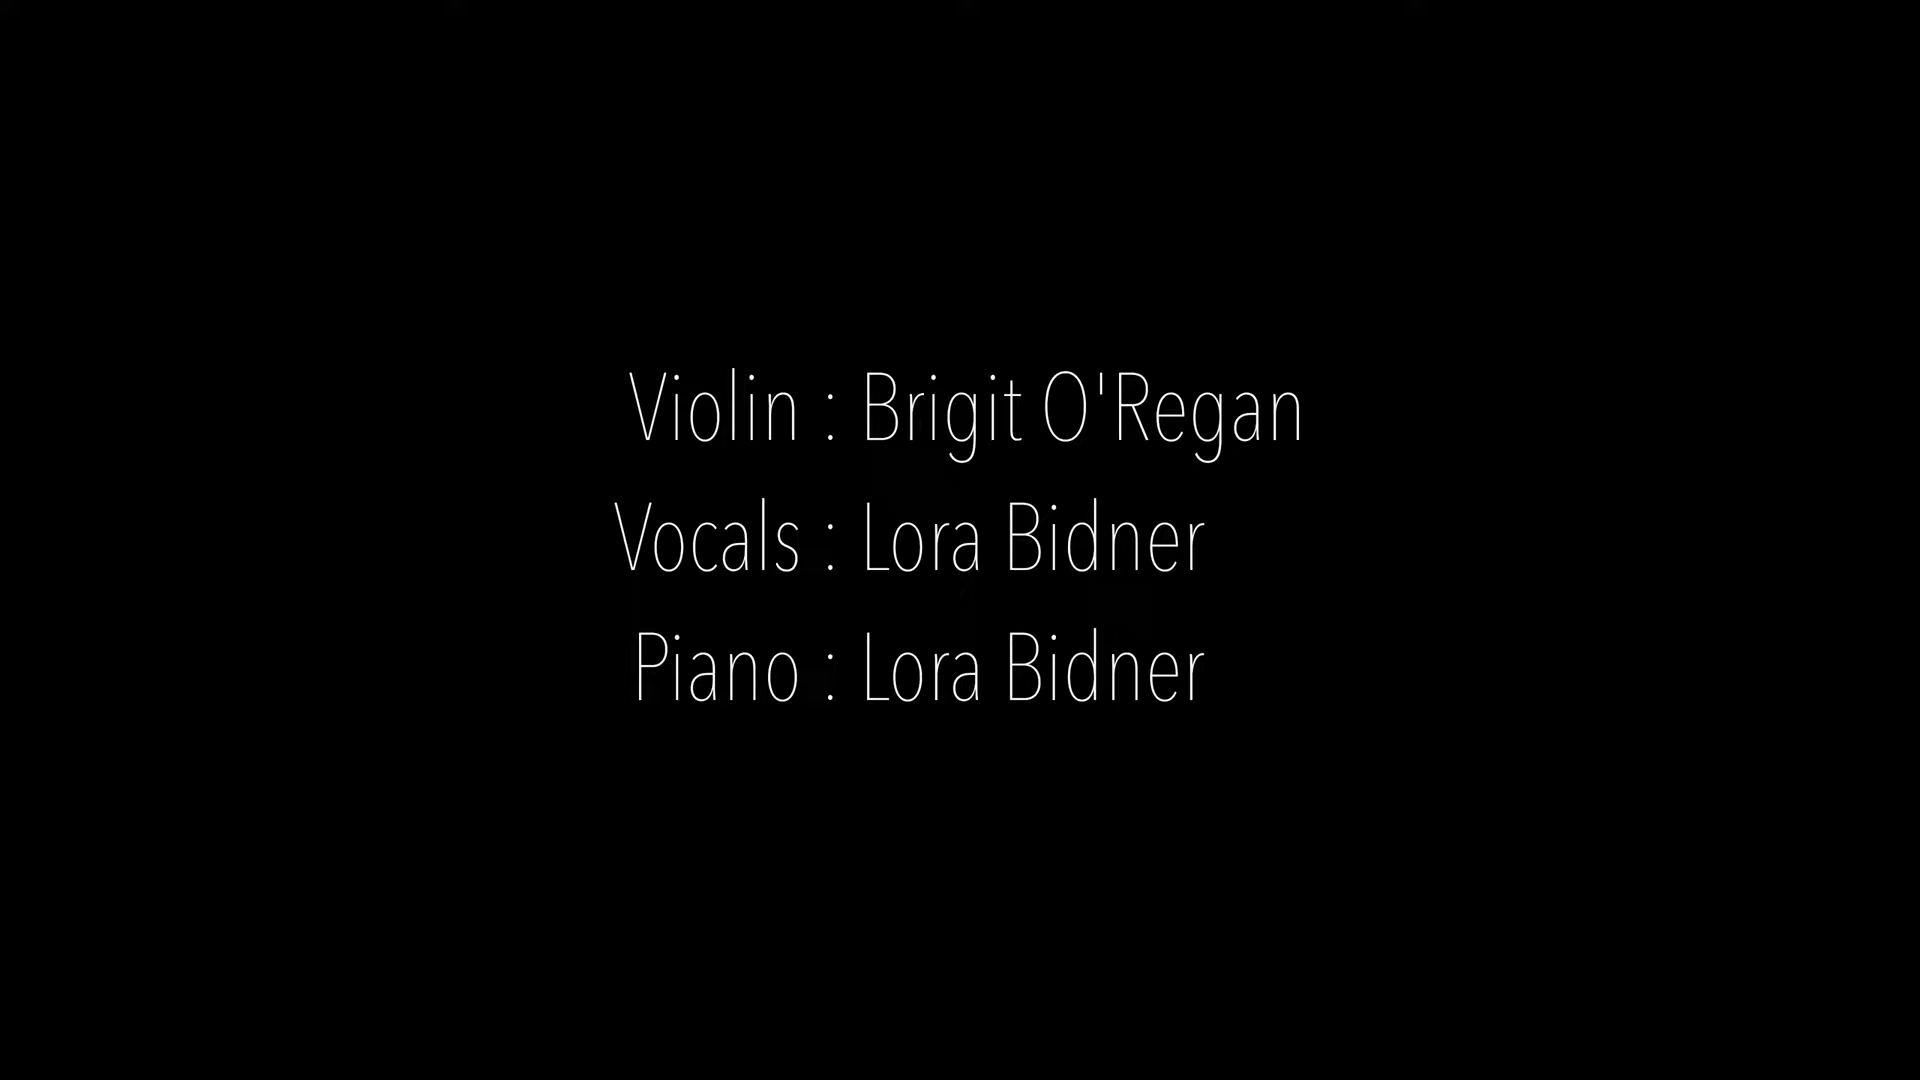 Violin : Brigit O'Regan
Vocals : Lora Bidner
Piano : Lora Bidner